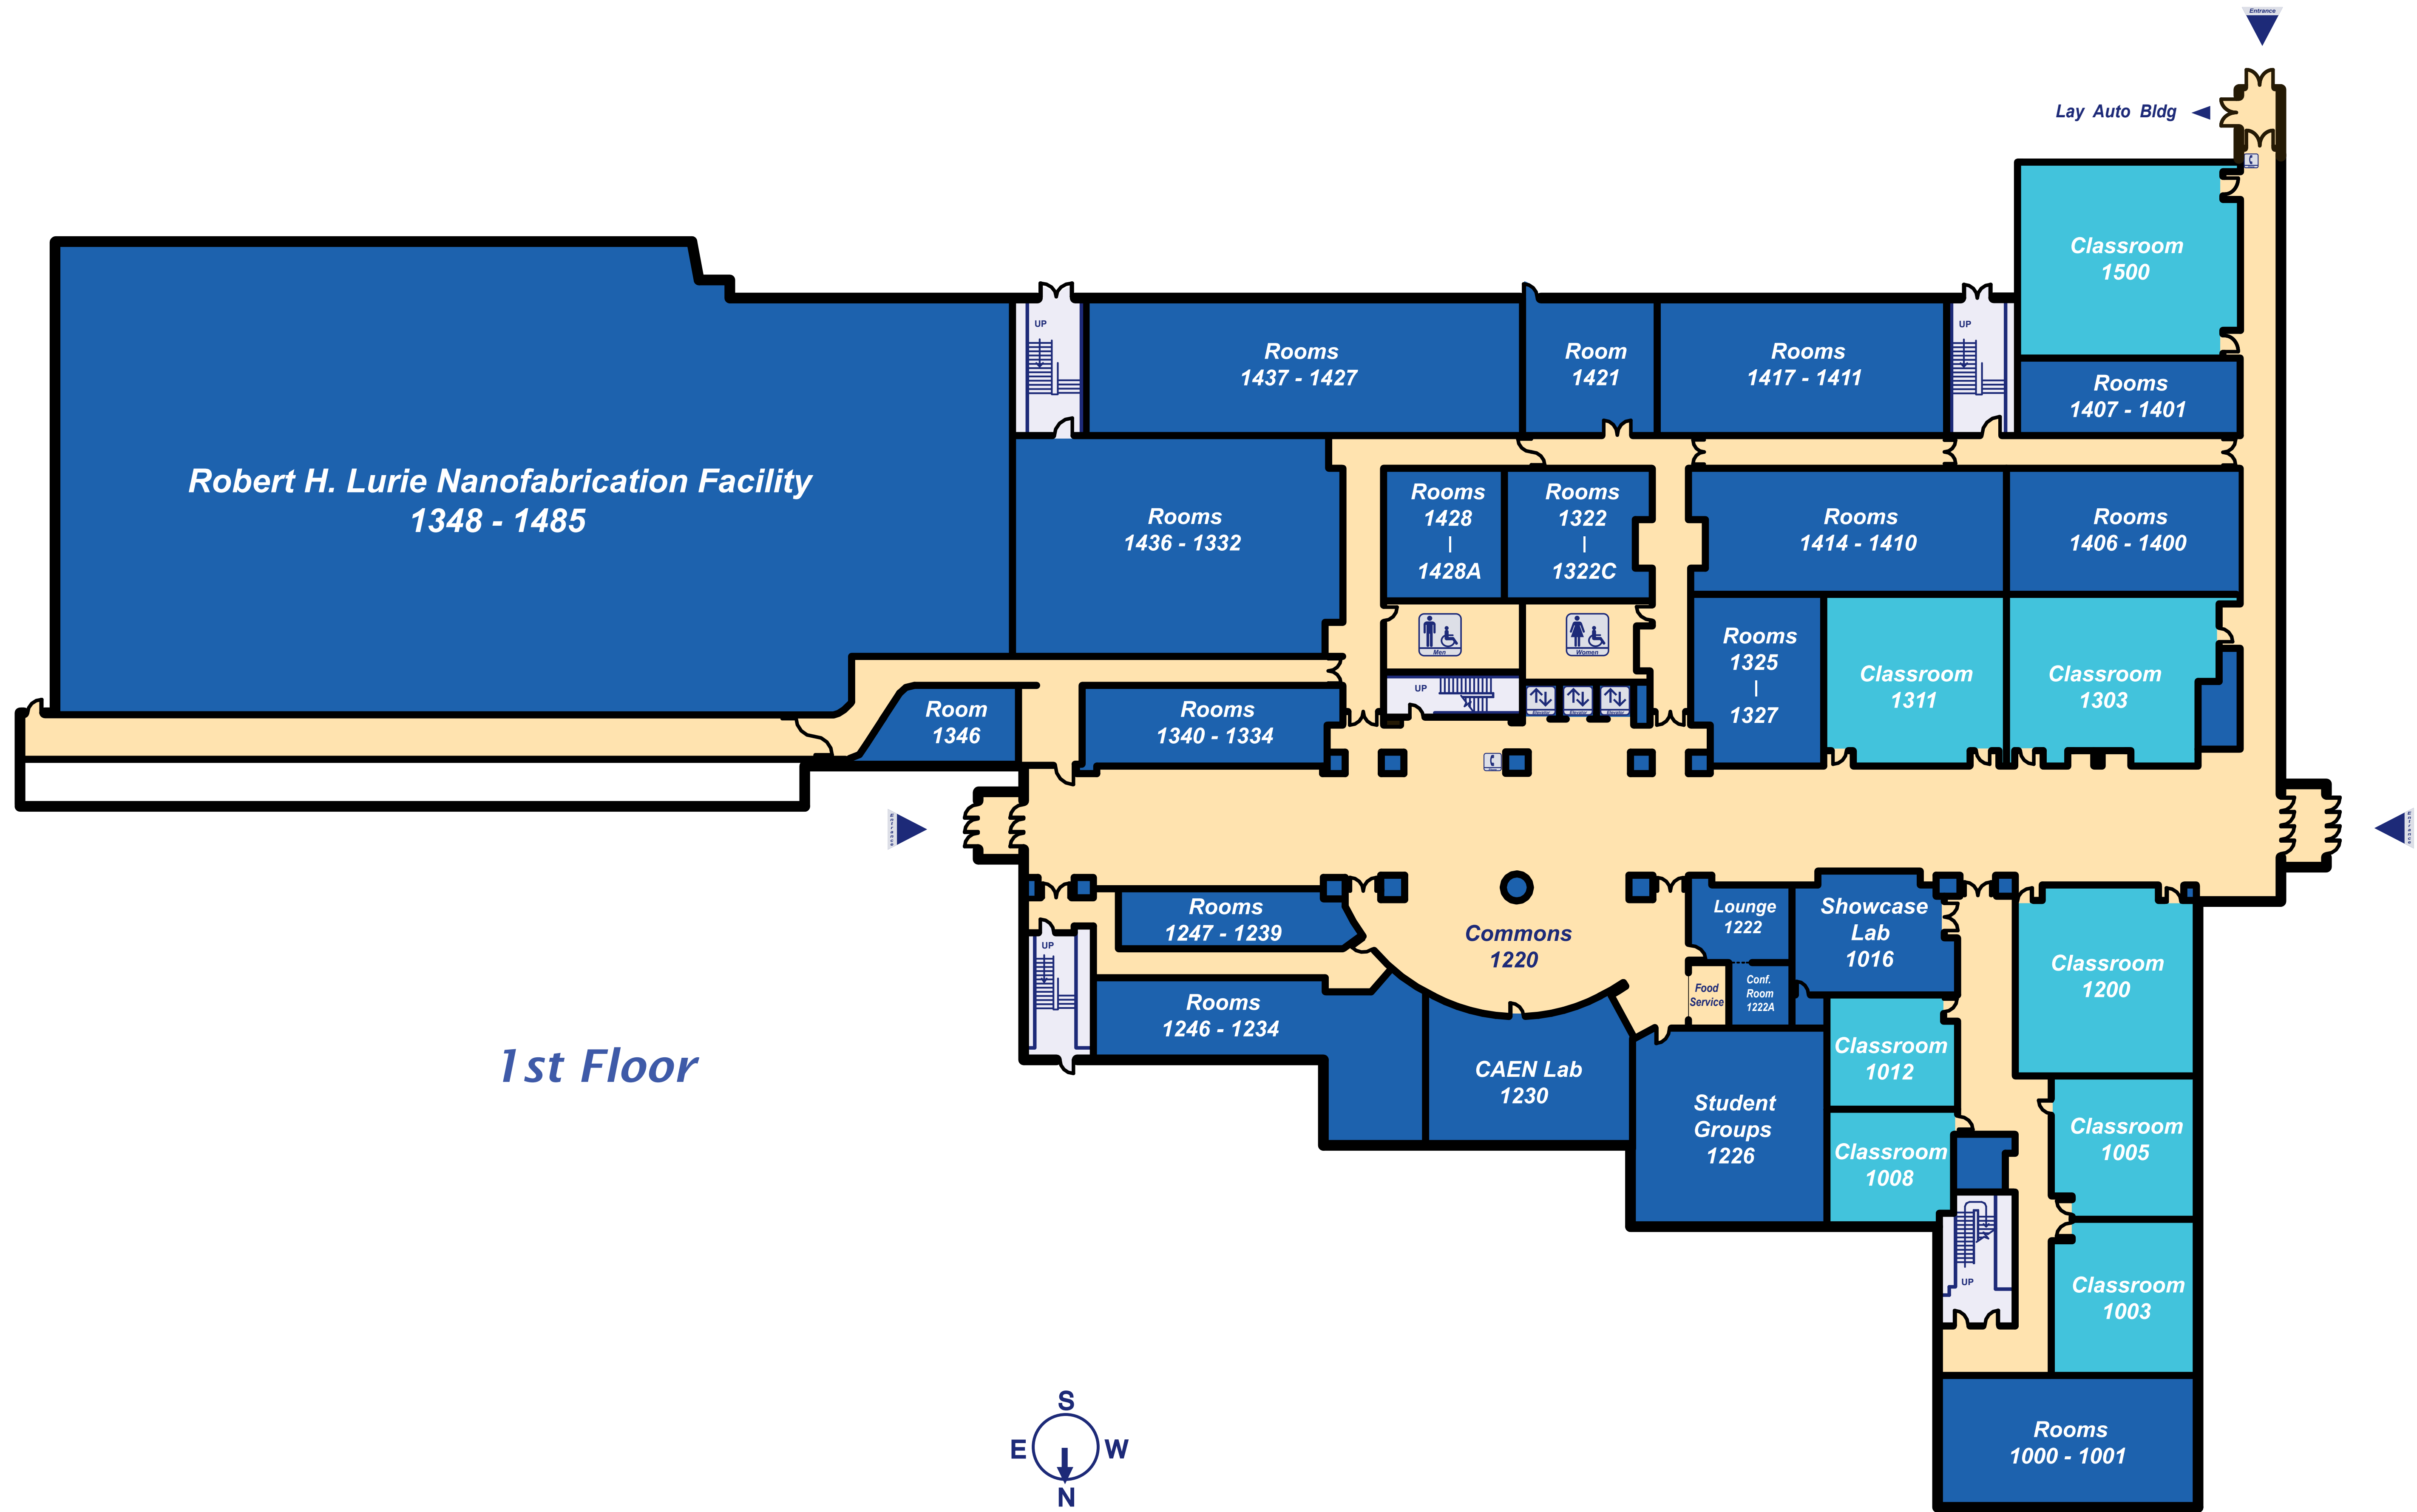 Entrance
Lay Auto Bldg
Classroom
1500
UP
UP
Rooms
1437 - 1427
Room
1421
Rooms
1417 - 1411
Rooms
1407 - 1401
Robert H. Lurie Nanofabrication Facility
1348 - 1485
Rooms
1436 - 1332
Rooms
1428
|
1428A
Rooms
1322
|
1322C
Rooms
1414 - 1410
Rooms
1406 - 1400
Men
Women
Rooms
1325
|
1327
Classroom
1311
Classroom
1303
UP
Elevator
Elevator
Elevator
Room
1346
Rooms
1340 - 1334
Entrance
Entrance
Rooms
1247 - 1239
Commons
1220
Lounge
1222
Showcase
Lab
1016
Classroom
1200
UP
Rooms
1246 - 1234
Food
Service
Conf.
Room
1222A
CAEN Lab
1230
Student
Groups
1226
Classroom
1012
Classroom
1008
Classroom
1005
1st Floor
UP
Classroom
1003
Rooms
1000 - 1001
S
E
W
N